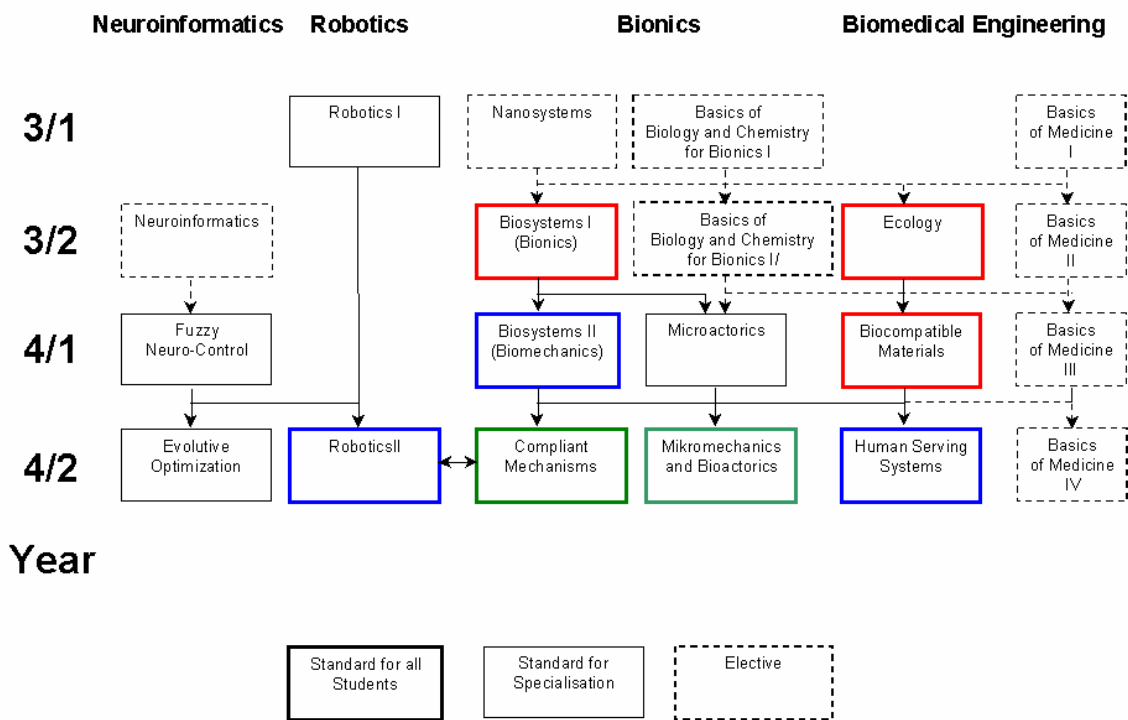 Neuroinformatics Robotics Bionics Biomedical Engineering
3/1
Robotics I
Nanosystems
Basics of
Biology and Chemistry
for Bionics I
Basics
of Medicine
I
3/2
Neuroinformatics
Biosystems I
(Bionics)
Basics of
Biology and Chemistry
for Bionics I/
Ecology
Basics
of Medicine
II
4/1
Fuzzy
Neuro-Control
Biosystems II
(Biomechanics)
Microactorics
Biocompatible
Materials
Basics
of Medicine
III
4/2
Evolutive
Optimization
RoboticsII
Compliant
Mechanisms
Mikromechanics
and Bioactorics
Human Serving
Systems
Basics
of Medicine
IV
Year
Standard for all
Students
Standard for
Specialisation
Elective